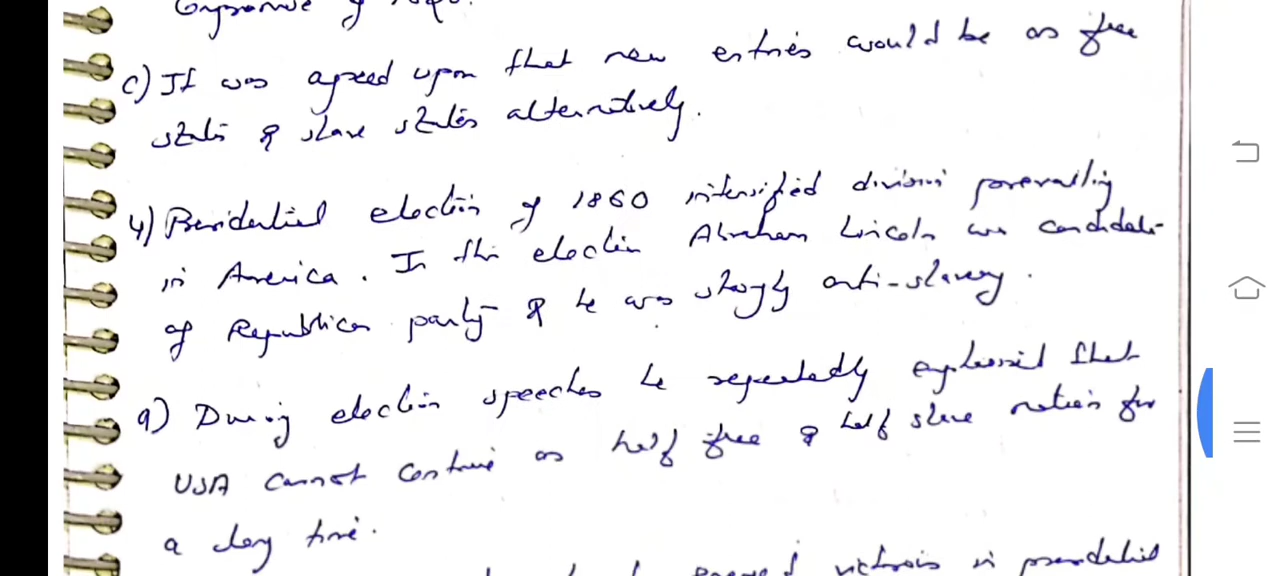 c) It was agreed upon that new entries would be as free
states & slave states alternatively.
4) Presidential election of 1860 intensified divisions prevailing
in America. In this election Abraham Lincoln was candidate
of Republican party & he was strongly anti-slavery.
a) During election speeches he repeatedly emphasized that
USA cannot continue as half free & half slave nation for
a long time.
in presidential